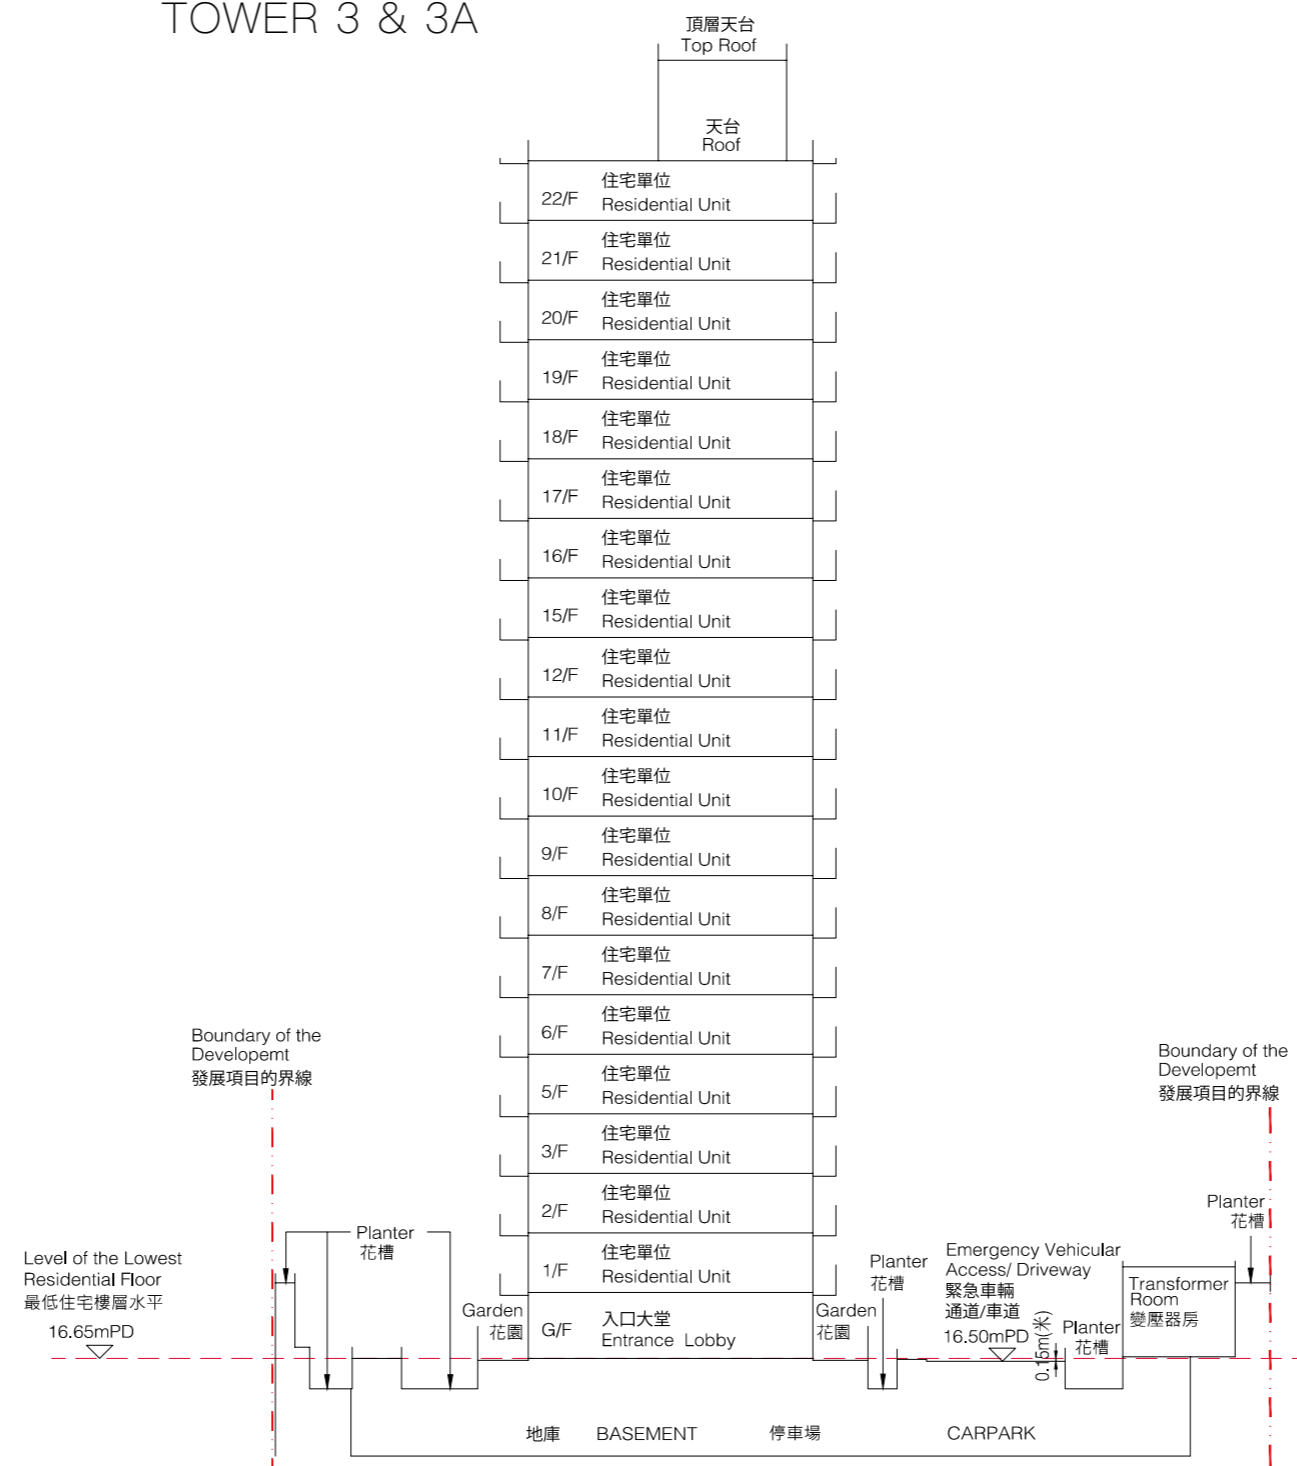 TOWER 3 & 3A
頂層天台
Top Roof
天台
Roof
住宅單位
22/F Residential Unit
住宅單位
21/F Residential Unit
住宅單位
20/F Residential Unit
住宅單位
19/F Residential Unit
住宅單位
18/F Residential Unit
住宅單位
17/F Residential Unit
住宅單位
16/F Residential Unit
住宅單位
15/F Residential Unit
住宅單位
12/F Residential Unit
住宅單位
11/F Residential Unit
住宅單位
10/F Residential Unit
住宅單位
9/F Residential Unit
住宅單位
8/F Residential Unit
住宅單位
7/F Residential Unit
住宅單位
6/F Residential Unit
住宅單位
5/F Residential Unit
住宅單位
3/F Residential Unit
住宅單位
2/F Residential Unit
住宅單位
1/F Residential Unit
入口大堂
G/F Entrance Lobby
Boundary of the
Developemt
發展項目的界線
Boundary of the
Developemt
發展項目的界線
Planter
花槽
Level of the Lowest
Residential Floor
最低住宅樓層水平
16.65mPD
Garden
花園
Garden
花園
Planter
花槽
Emergency Vehicular
Access/ Driveway
緊急車輛
通道/車道
16.50mPD
0.15m(米)
Planter
花槽
Transformer
Room
變壓器房
Planter
花槽
地庫 BASEMENT 停車場 CARPARK